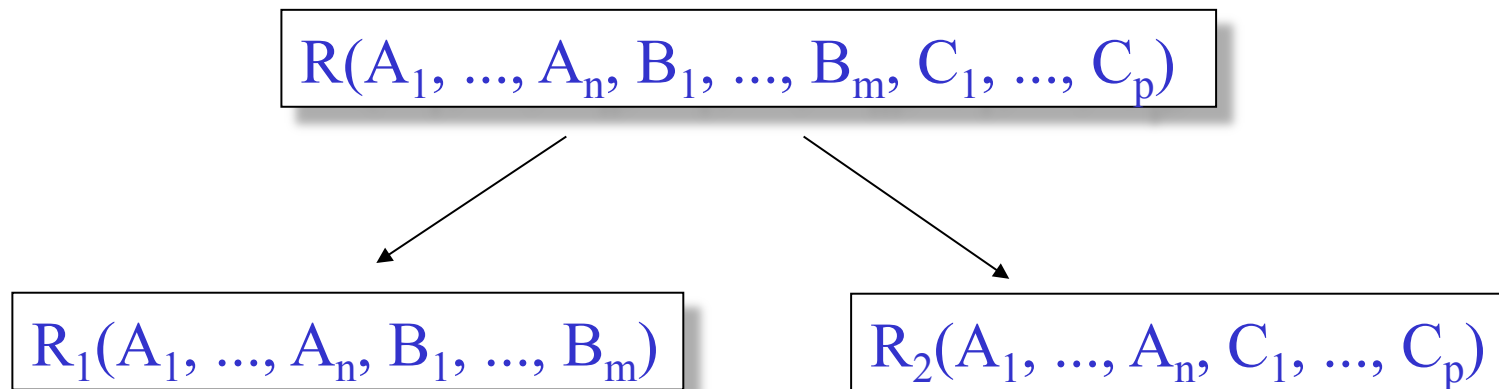 R(A₁, ..., Aₙ, B₁, ..., Bₘ, C₁, ..., Cₚ)
R₁(A₁, ..., Aₙ, B₁, ..., Bₘ)
R₂(A₁, ..., Aₙ, C₁, ..., Cₚ)